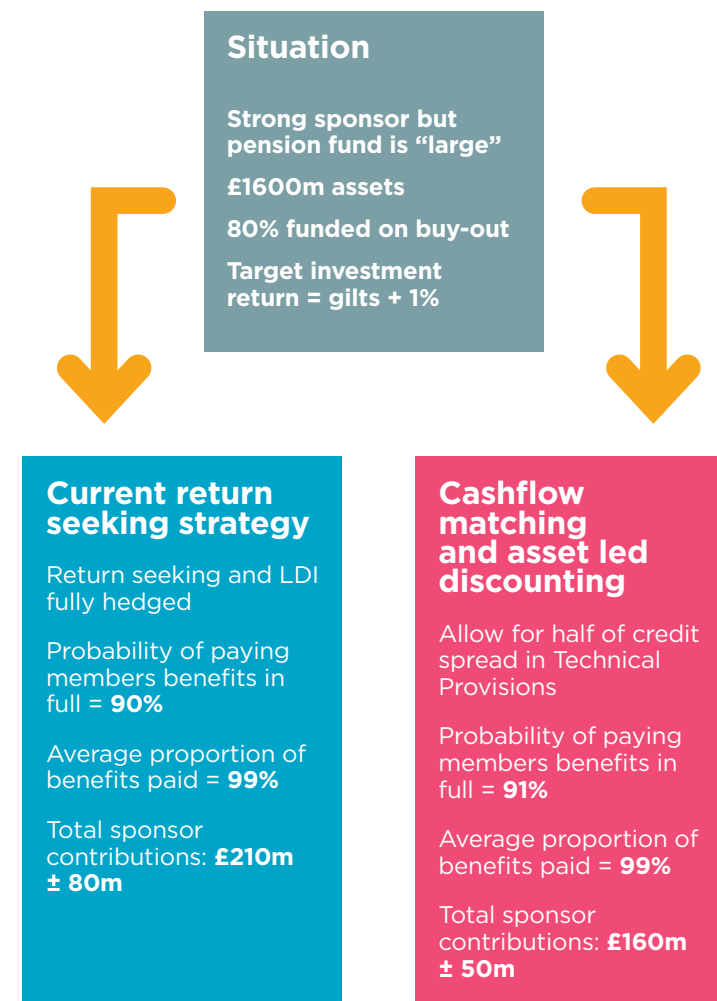 Situation
Strong sponsor but
pension fund is “large”
£1600m assets
80% funded on buy-out
Target investment
return = gilts + 1%
Current return
seeking strategy
Return seeking and LDI
fully hedged
Probability of paying
members benefits in
full = 90%
Average proportion of
benefits paid = 99%
Total sponsor
contributions: £210m
± 80m
Cashflow
matching
and asset led
discounting
Allow for half of credit
spread in Technical
Provisions
Probability of paying
members benefits in
full = 91%
Average proportion of
benefits paid = 99%
Total sponsor
contributions: £160m
± 50m